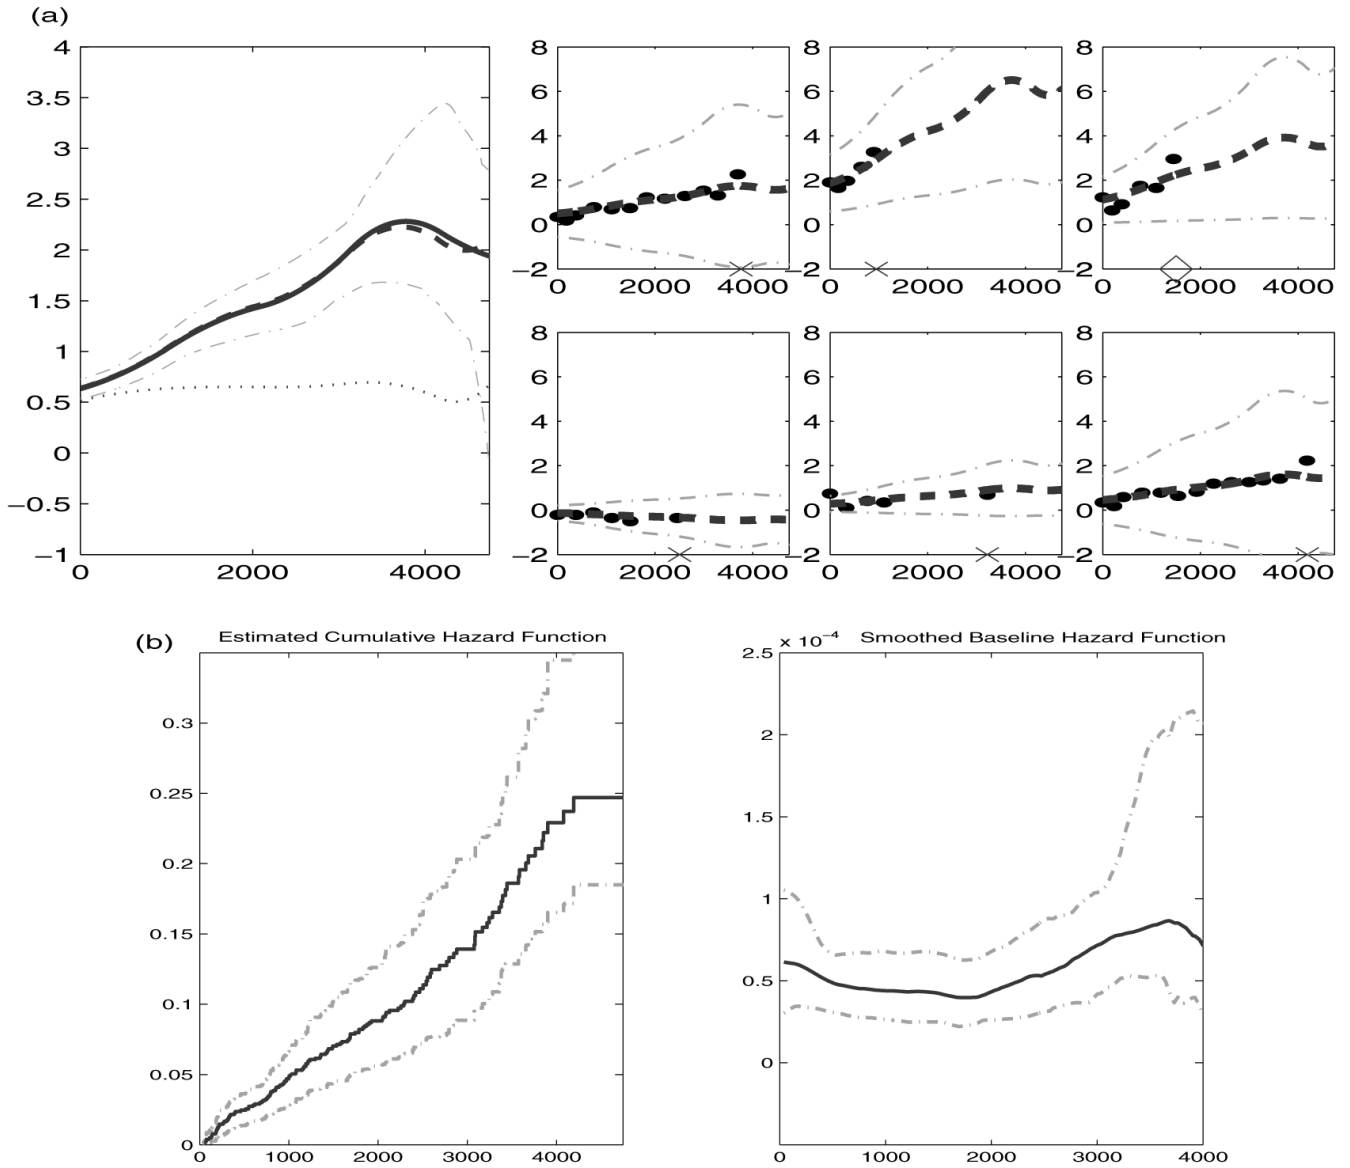 (a)
4
3.5
3
2.5
2
1.5
1
0.5
0
−0.5
−1
0 2000 4000
8 8 8
6 6 6
4 4 4
2 2 2
0 0 0
−2 −2 −2
0 2000 4000 0 2000 4000 0 2000 4000
8 8 8
6 6 6
4 4 4
2 2 2
0 0 0
−2 −2 −2
0 2000 4000 0 2000 4000 0 2000 4000
(b)
Estimated Cumulative Hazard Function
0.3
0.25
0.2
0.15
0.1
0.05
0
0 1000 2000 3000 4000
x 10⁻⁴ Smoothed Baseline Hazard Function
2.5
2
1.5
1
0.5
0
0 1000 2000 3000 4000